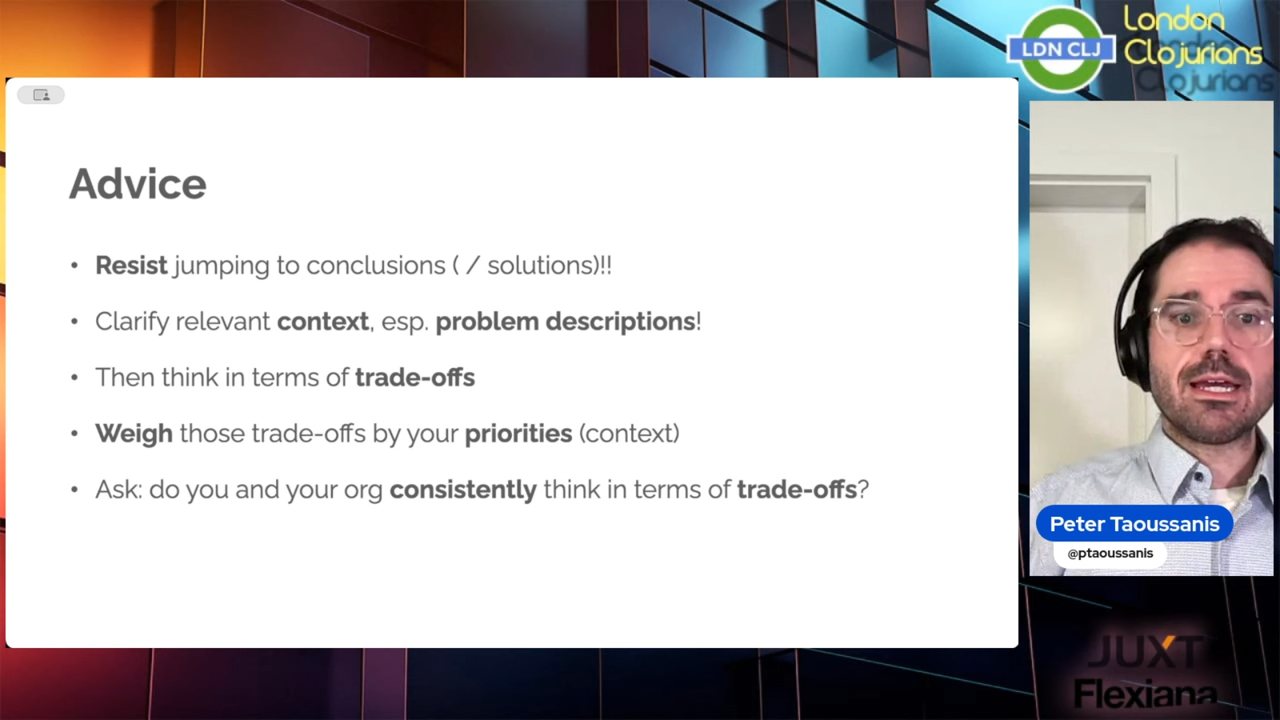 London
LDN CLJ
Clojurians
Clojurians
Advice
• Resist jumping to conclusions ( / solutions)!!
• Clarify relevant context, esp. problem descriptions!
• Then think in terms of trade-offs
• Weigh those trade-offs by your priorities (context)
• Ask: do you and your org consistently think in terms of trade-offs?
Peter Taoussanis
@ptaoussanis
JUXT
Flexiana